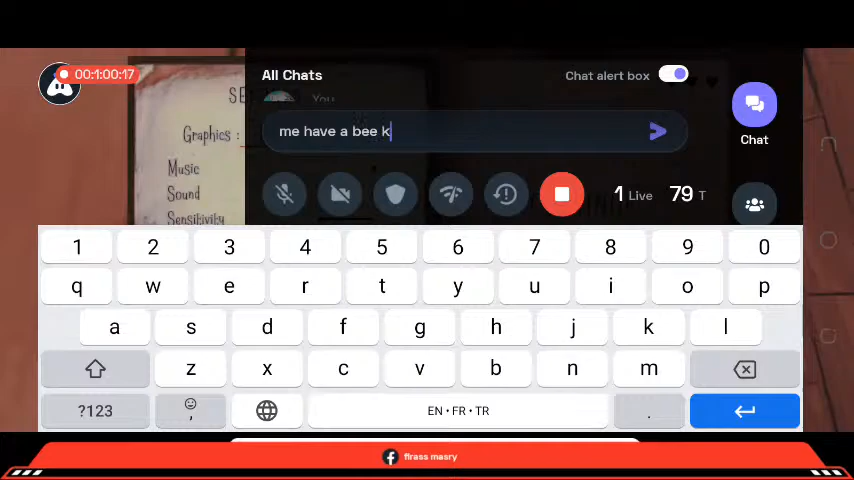 00:1:00:17
All Chats
Chat alert box
SE
You
Graphics :
me have a bee k
Chat
Music
Sound
Sensitivity
1 Live 79 T
1 2 3 4 5 6 7 8 9 0
q w e r t y u i o p
a s d f g h j k l
z x c v b n m
?123 , EN • FR • TR .
firass masry